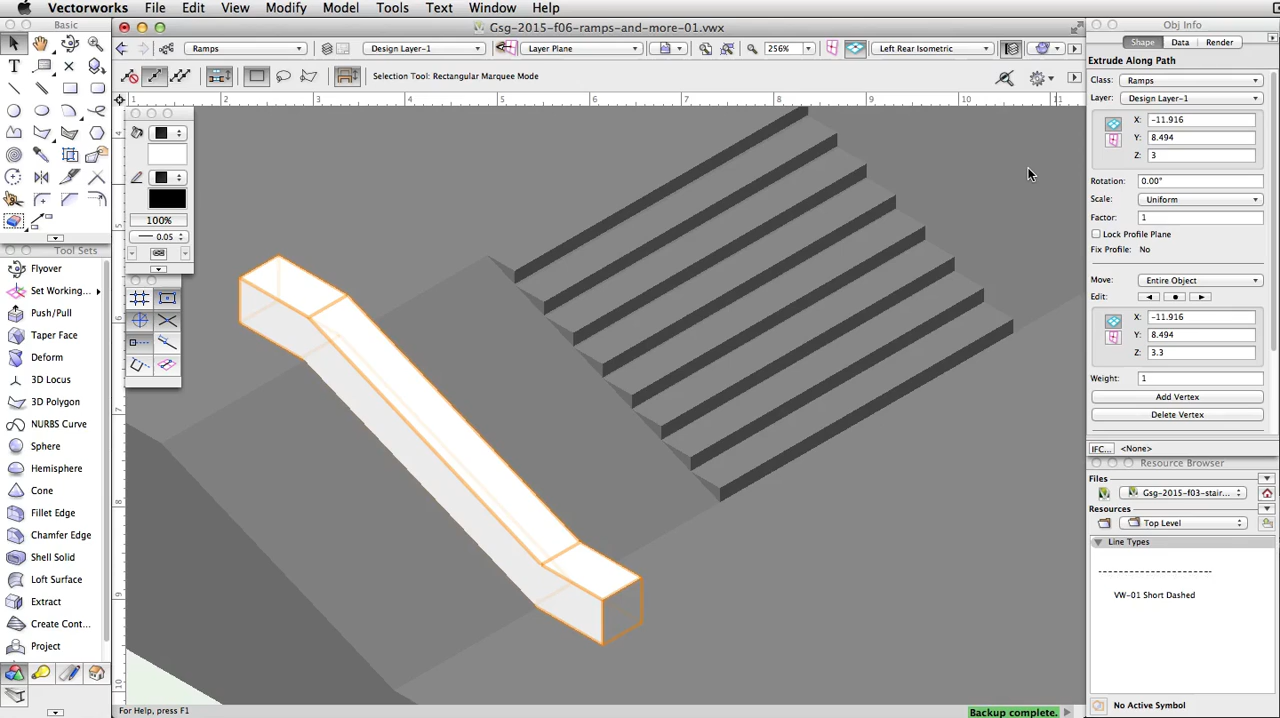 Vectorworks File Edit View Modify Model Tools Text Window Help
Basic
Gsg-2015-f06-ramps-and-more-01.vwx
Obj Info
Ramps
Design Layer-1
Layer Plane
256%
Left Rear Isometric
Selection Tool: Rectangular Marquee Mode
1 2 3 4 5 6 7 8 9 10 11
4
5
6
7
8
9
10
100%
0.05
Tool Sets
Flyover
Set Working...
Push/Pull
Taper Face
Deform
3D Locus
3D Polygon
NURBS Curve
Sphere
Hemisphere
Cone
Fillet Edge
Chamfer Edge
Shell Solid
Loft Surface
Extract
Create Cont...
Project
Shape Data Render
Extrude Along Path
Class: Ramps
Layer: Design Layer-1
X: -11.916
Y: 8.494
Z: 3
Rotation: 0.00°
Scale: Uniform
Factor: 1
Lock Profile Plane
Fix Profile: No
Move: Entire Object
Edit:
X: -11.916
Y: 8.494
Z: 3.3
Weight: 1
Add Vertex
Delete Vertex
IFC... <None>
Resource Browser
Files
Gsg-2015-f03-stair...
Resources
Top Level
Line Types
VW-01 Short Dashed
No Active Symbol
For Help, press F1
Backup complete.